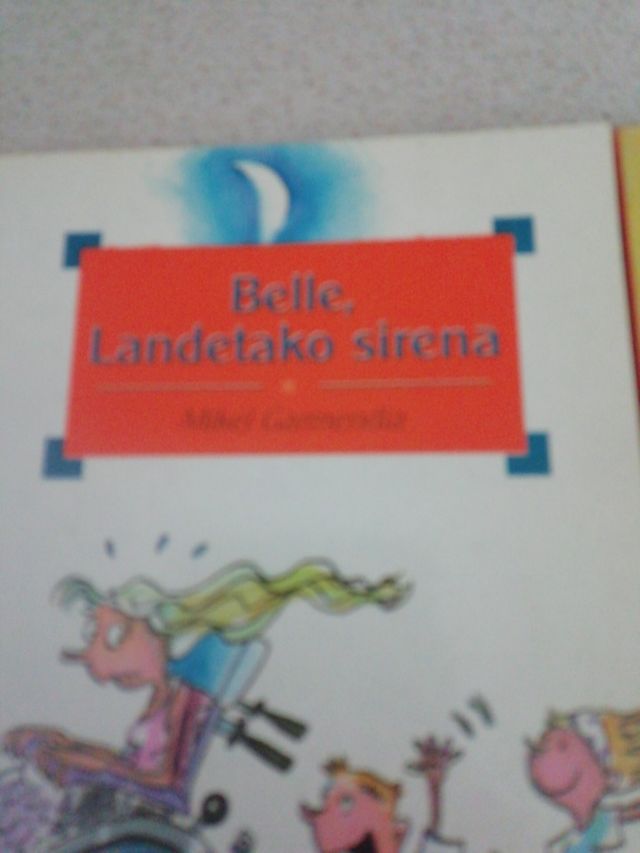 Belle,
Landetako sirena
Mikel Garmendia